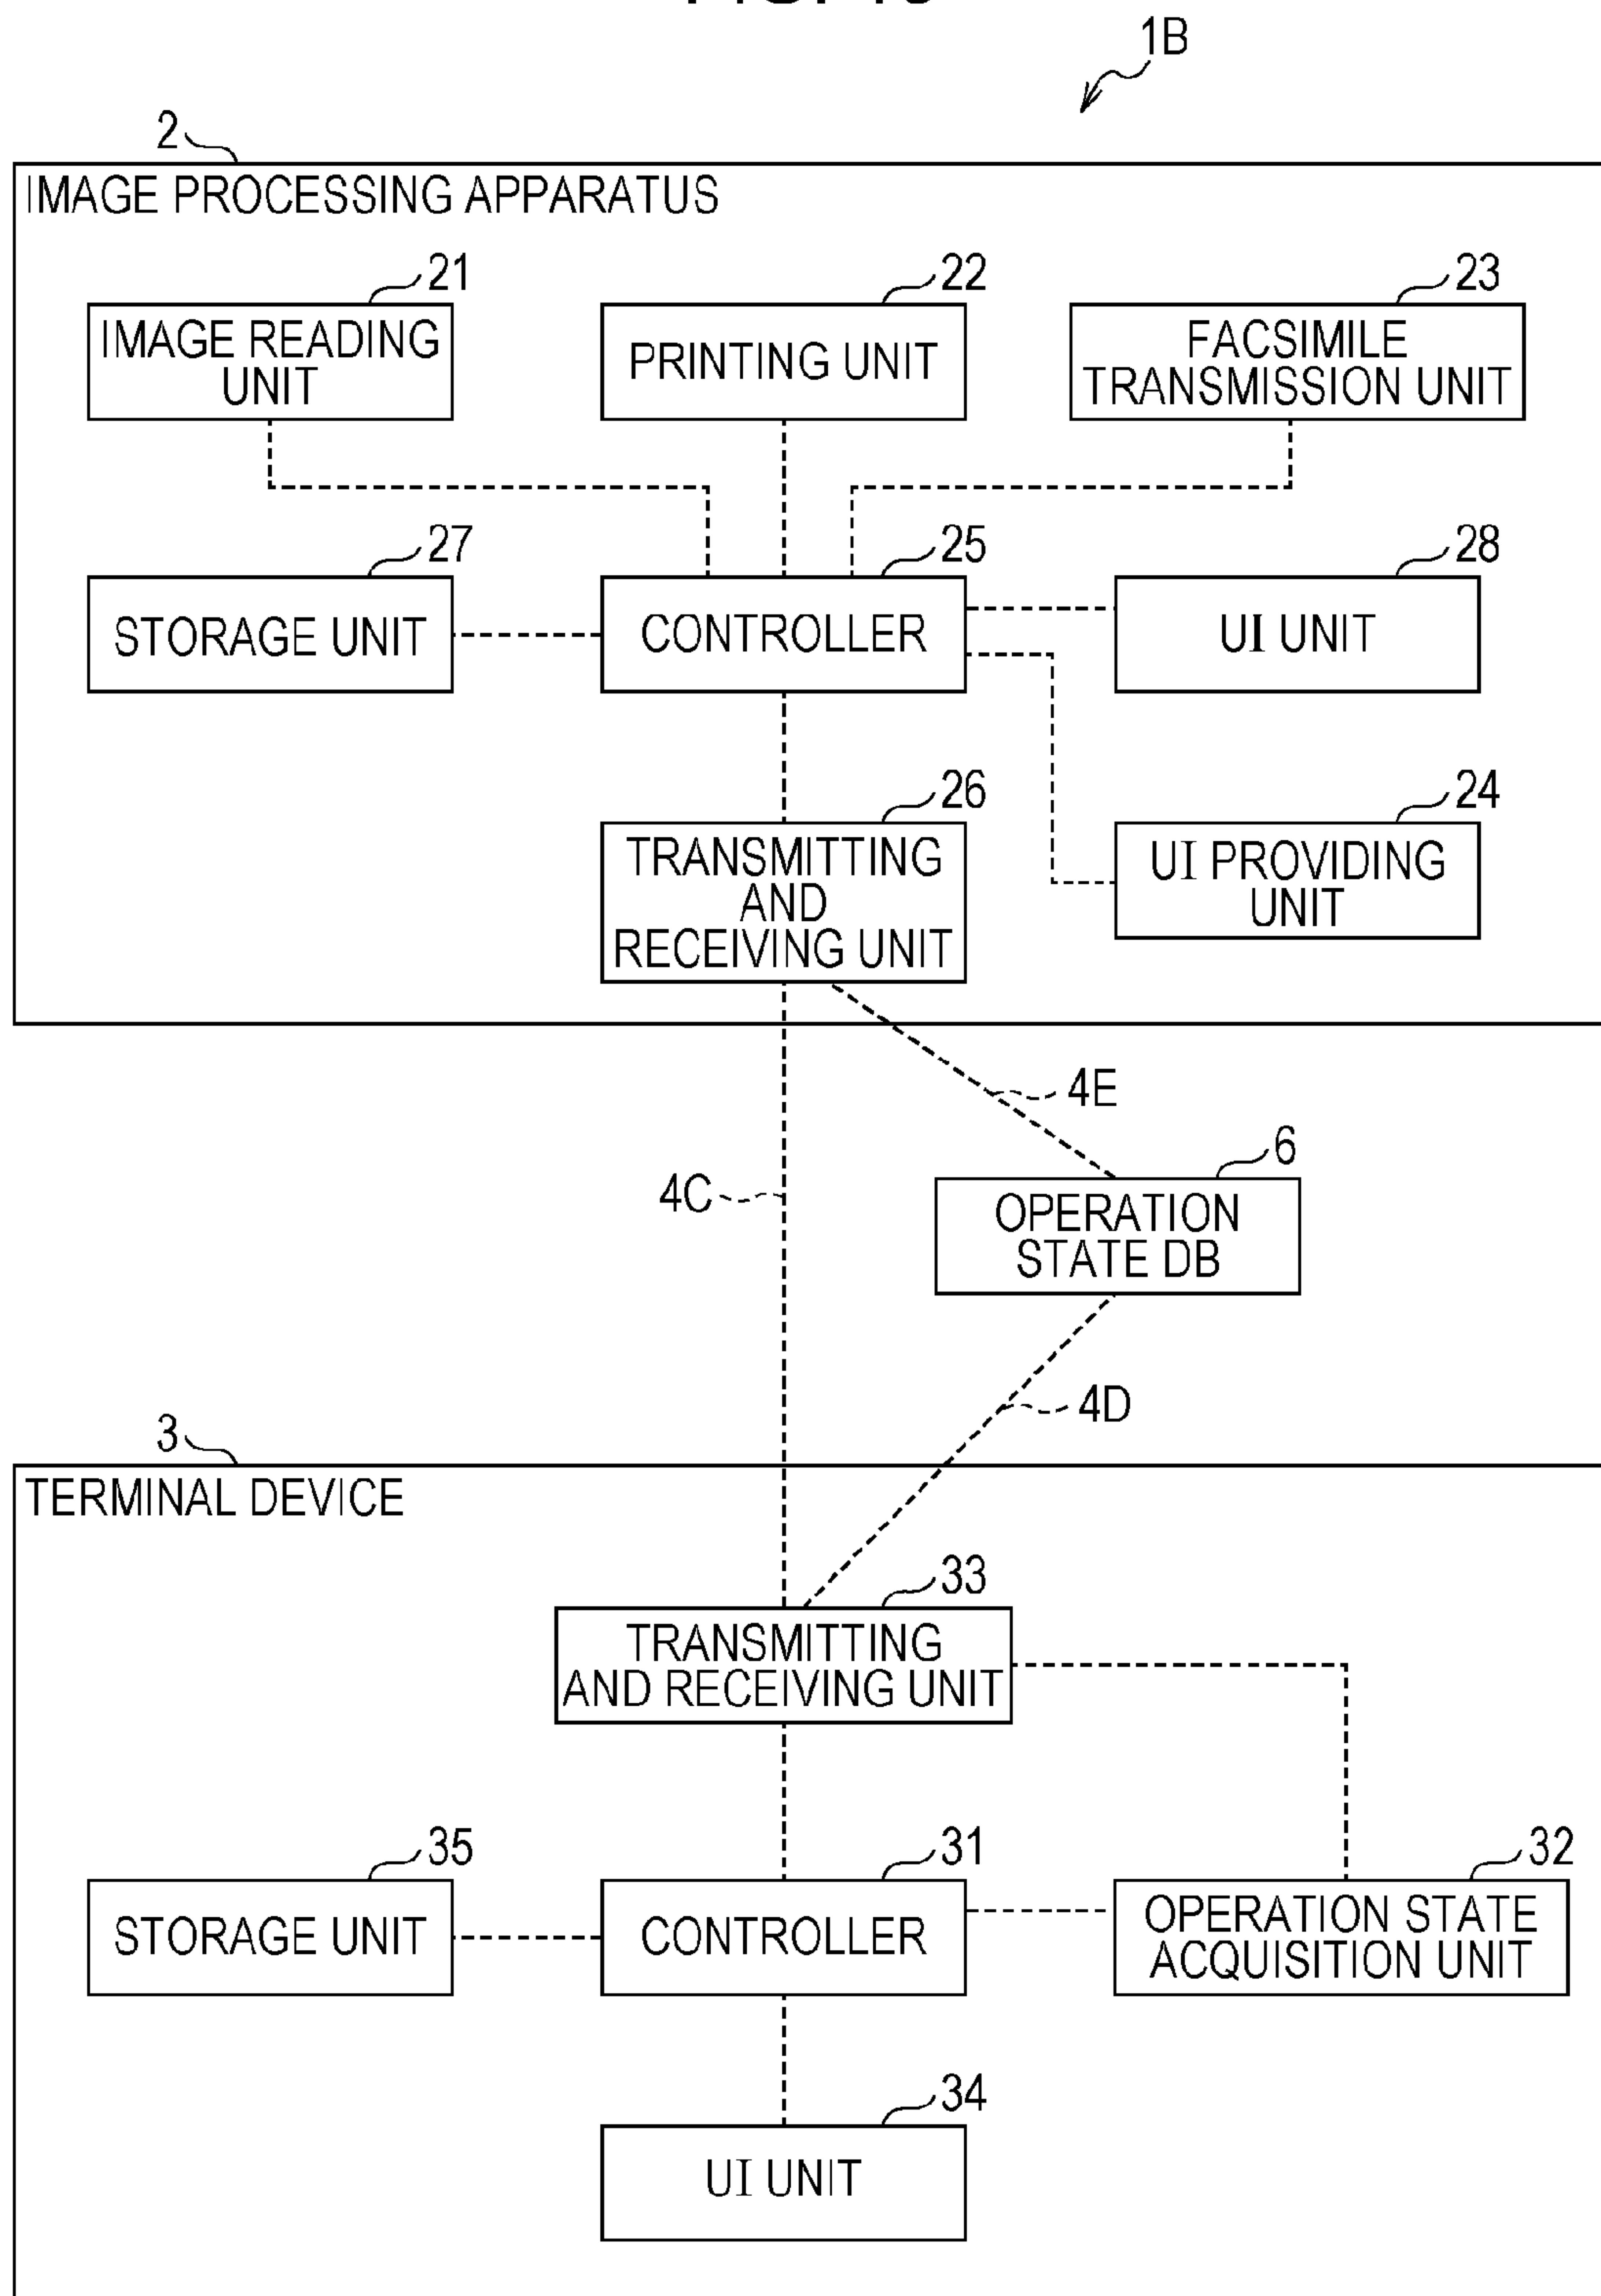 1B
2
IMAGE PROCESSING APPARATUS
21
22
23
IMAGE READING
UNIT
PRINTING UNIT
FACSIMILE
TRANSMISSION UNIT
27
25
28
STORAGE UNIT
CONTROLLER
UI UNIT
26
24
TRANSMITTING
AND
RECEIVING UNIT
UI PROVIDING
UNIT
4E
6
4C
OPERATION
STATE DB
4D
3
TERMINAL DEVICE
33
TRANSMITTING
AND RECEIVING UNIT
35
31
32
STORAGE UNIT
CONTROLLER
OPERATION STATE
ACQUISITION UNIT
34
UI UNIT